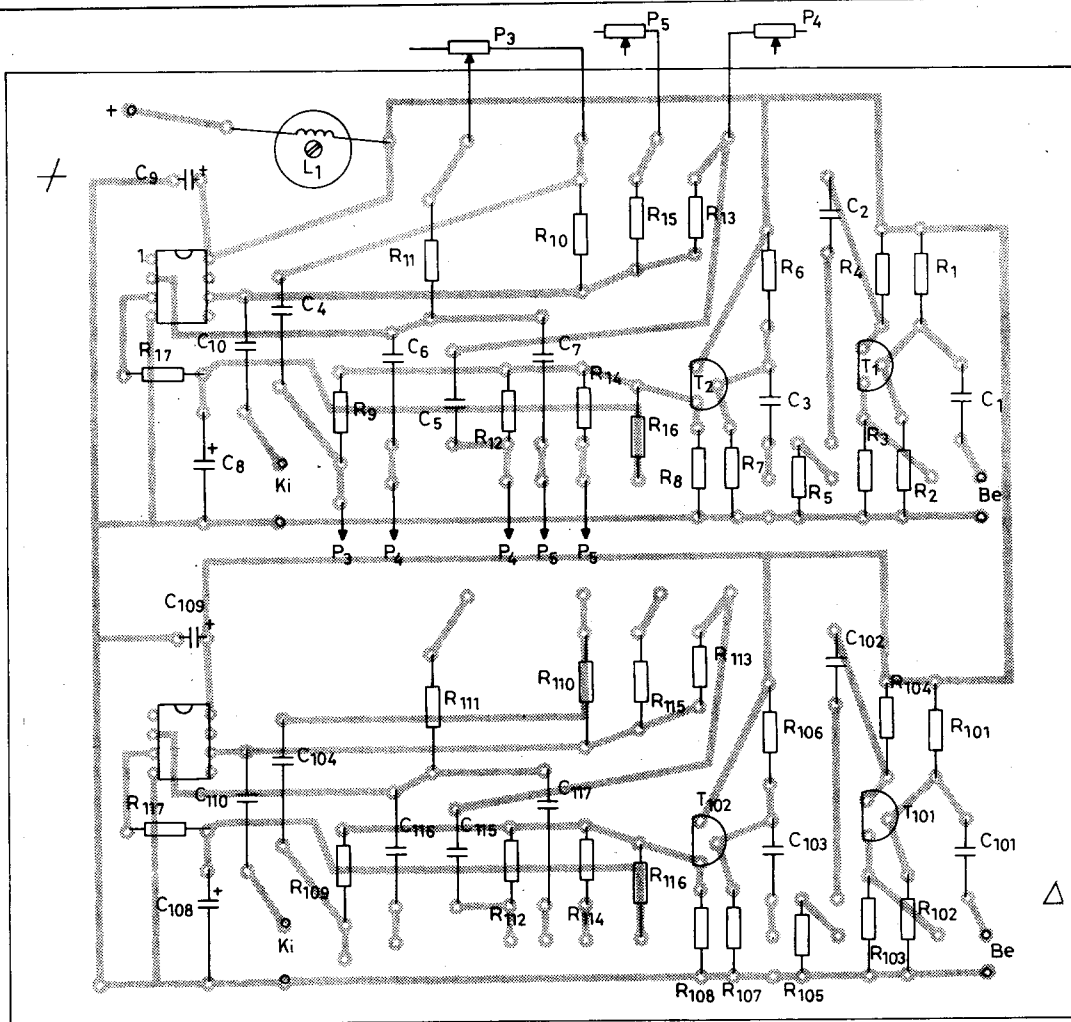 P3 P5 P4
+
L1
C9 +
1
R11 R10 R15 R13 C2
R6 R4 R1
C4
R17 C10 C6 C7
T2 T1
R9 C5 R12 R14 R16 C3 C1
+ C8 R8 R7 R5 R3 R2
Ki Be
P3 P4 P4 P5 P5
C109 +
C102
R111 R110 R115 R113 R104
R106 R101
C104
R117 C110 C116 C115 C117
T102 T101
C103 C101
+ C108 R109 R112 R114 R116 R102
Ki R103 Be
R108 R107 R105